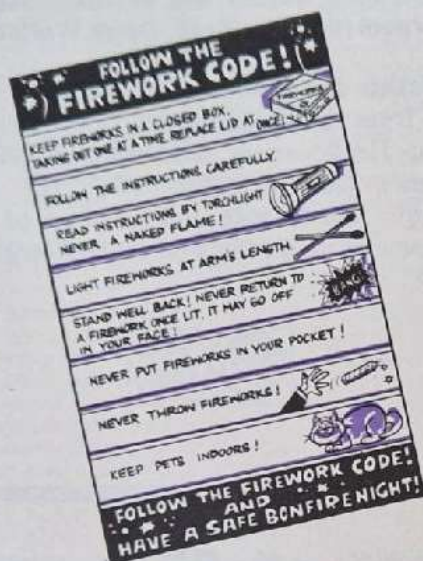 FOLLOW THE
FIREWORK CODE!
KEEP FIREWORKS IN A CLOSED BOX,
TAKING OUT ONE AT A TIME. REPLACE LID AT ONCE!
FIREWORKS
FOLLOW THE INSTRUCTIONS CAREFULLY.
READ INSTRUCTIONS BY TORCHLIGHT
NEVER A NAKED FLAME!
LIGHT FIREWORKS AT ARM'S LENGTH
STAND WELL BACK! NEVER RETURN TO
A FIREWORK ONCE LIT, IT MAY GO OFF
IN YOUR FACE!
BANG
NEVER PUT FIREWORKS IN YOUR POCKET!
NEVER THROW FIREWORKS!
KEEP PETS INDOORS!
FOLLOW THE FIREWORK CODE!
AND
HAVE A SAFE BONFIRE NIGHT!